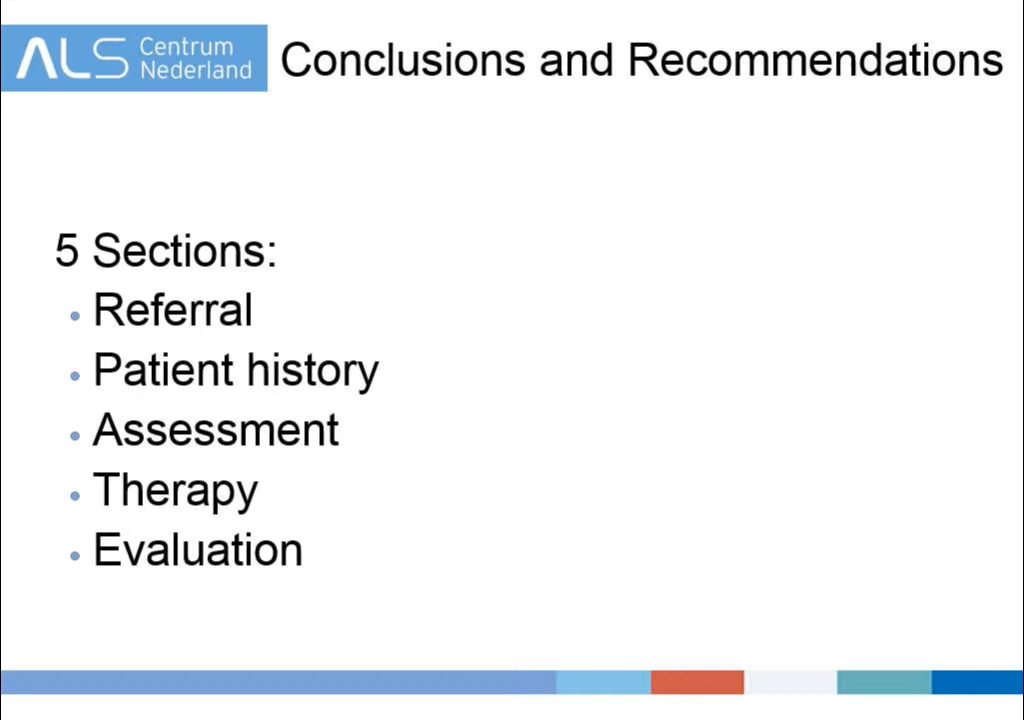 ALS Centrum Nederland
Conclusions and Recommendations
5 Sections:
• Referral
• Patient history
• Assessment
• Therapy
• Evaluation